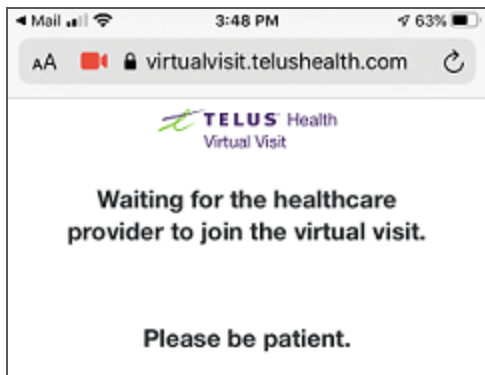 Mail 3:48 PM 63%
AA virtualvisit.telushealth.com
TELUS Health
Virtual Visit
Waiting for the healthcare
provider to join the virtual visit.
Please be patient.